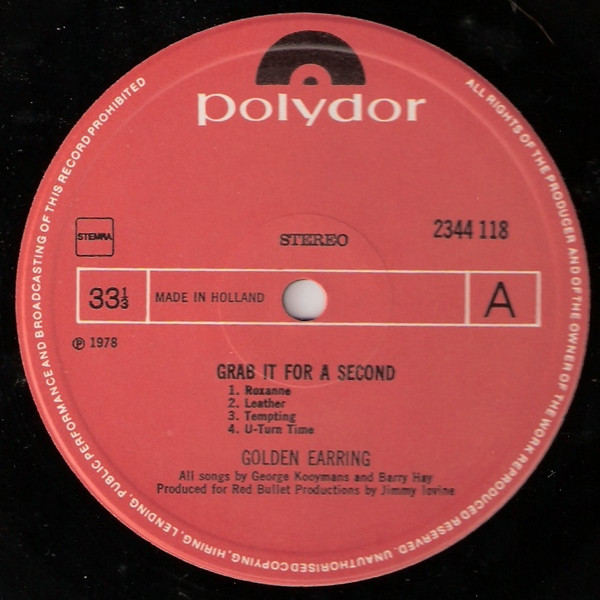 polydor
ALL RIGHTS OF THE PRODUCER AND OF THE OWNER OF THE WORK REPRODUCED RESERVED. UNAUTHORISED COPYING, HIRING, LENDING, PUBLIC PERFORMANCE AND BROADCASTING OF THIS RECORD PROHIBITED
STEMRA
STEREO
2344 118
33⅓
MADE IN HOLLAND
A
℗ 1978
GRAB IT FOR A SECOND
1. Roxanne
2. Leather
3. Tempting
4. U-Turn Time
GOLDEN EARRING
All songs by George Kooymans and Barry Hay
Produced for Red Bullet Productions by Jimmy Iovine